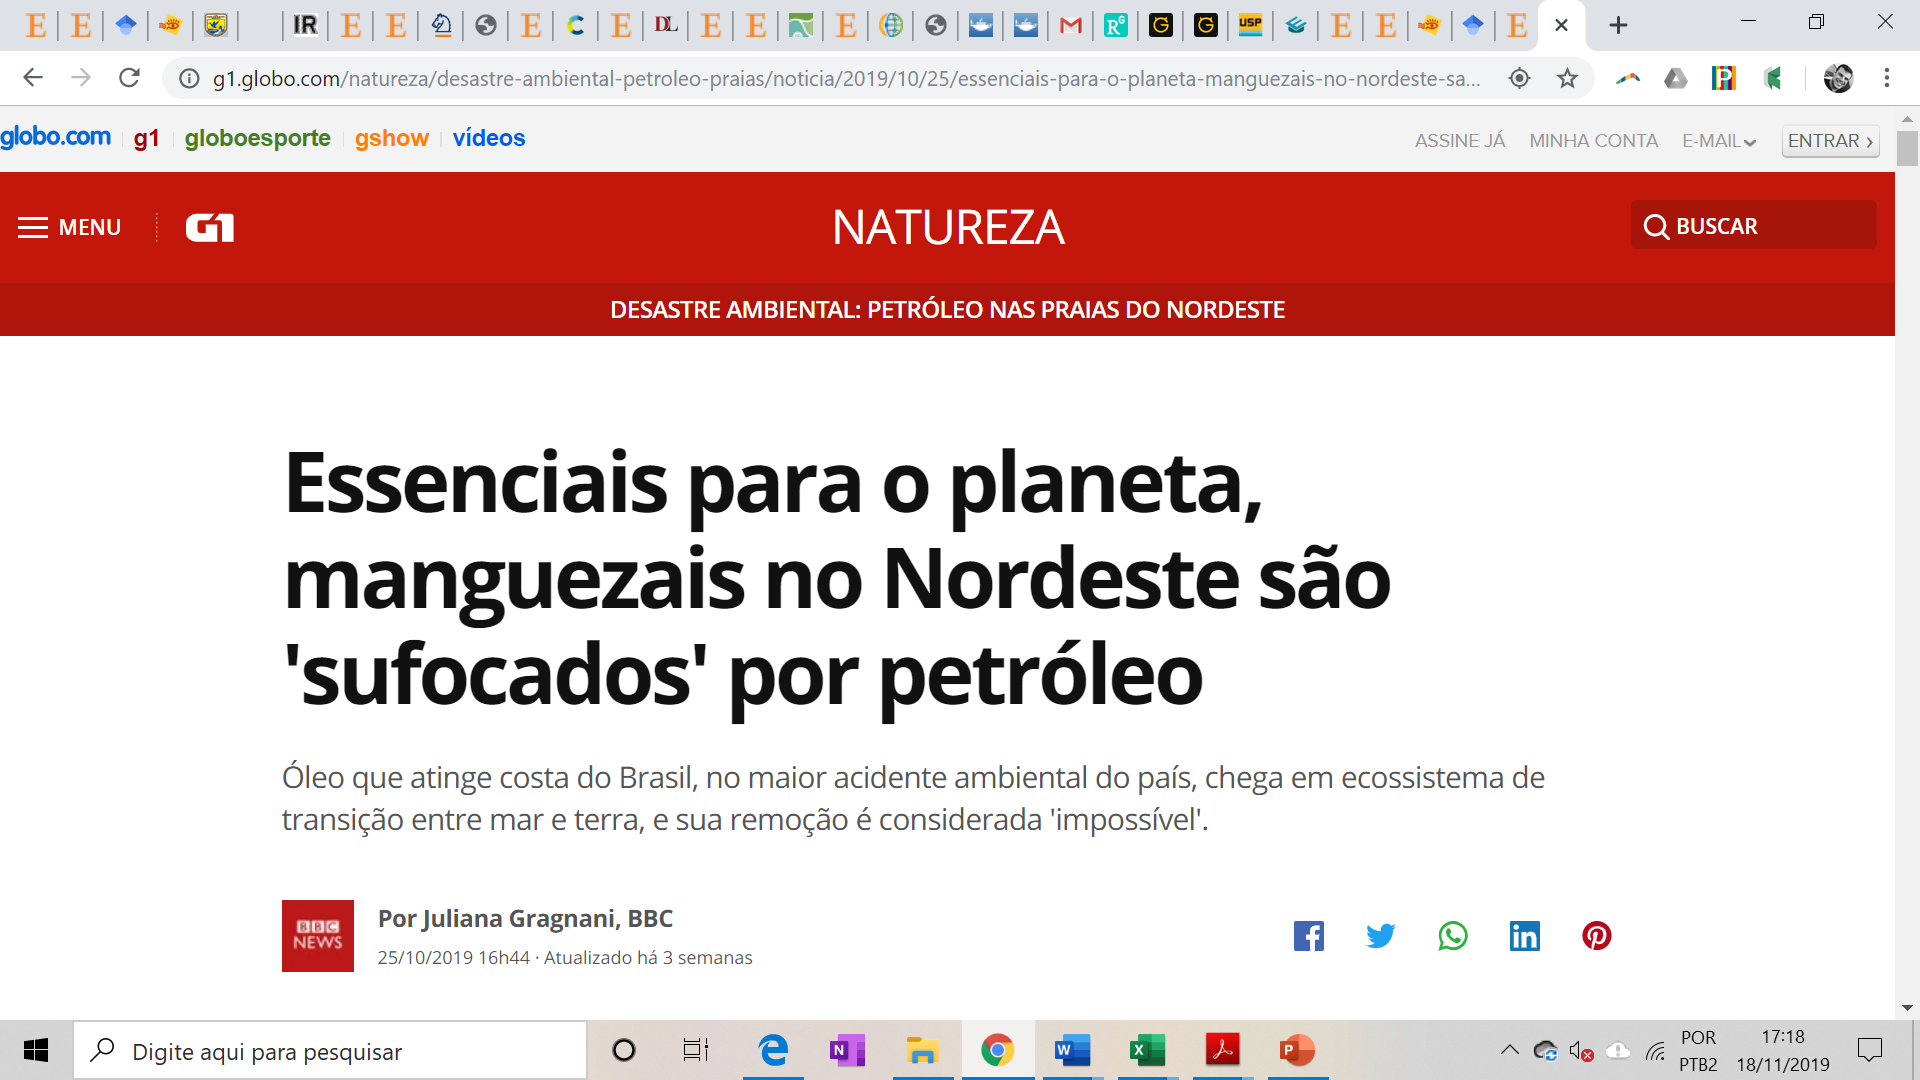 IR
DL
USP
g1.globo.com/natureza/desastre-ambiental-petroleo-praias/noticia/2019/10/25/essenciais-para-o-planeta-manguezais-no-nordeste-sa...
globo.com g1 globoesporte gshow vídeos
ASSINE JÁ MINHA CONTA E-MAIL ENTRAR ›
MENU G1 NATUREZA BUSCAR
DESASTRE AMBIENTAL: PETRÓLEO NAS PRAIAS DO NORDESTE
Essenciais para o planeta,
manguezais no Nordeste são
'sufocados' por petróleo
Óleo que atinge costa do Brasil, no maior acidente ambiental do país, chega em ecossistema de
transição entre mar e terra, e sua remoção é considerada 'impossível'.
BBC
NEWS
Por Juliana Gragnani, BBC
25/10/2019 16h44 · Atualizado há 3 semanas
Digite aqui para pesquisar
POR
PTB2
17:18
18/11/2019